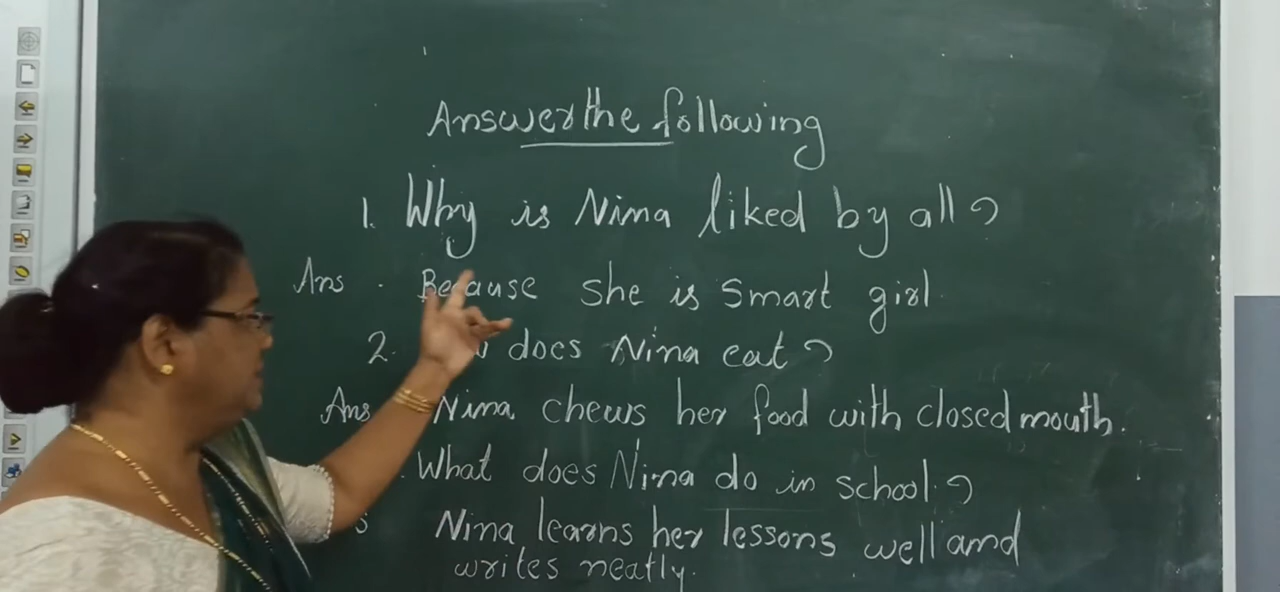 Answer the following
1. Why is Nina liked by all?
Ans . Because she is smart girl.
2. does Nina eat?
Ans Nima chews her food with closed mouth.
What does Nina do in school.?
s Nina learns her lessons well and
writes neatly.